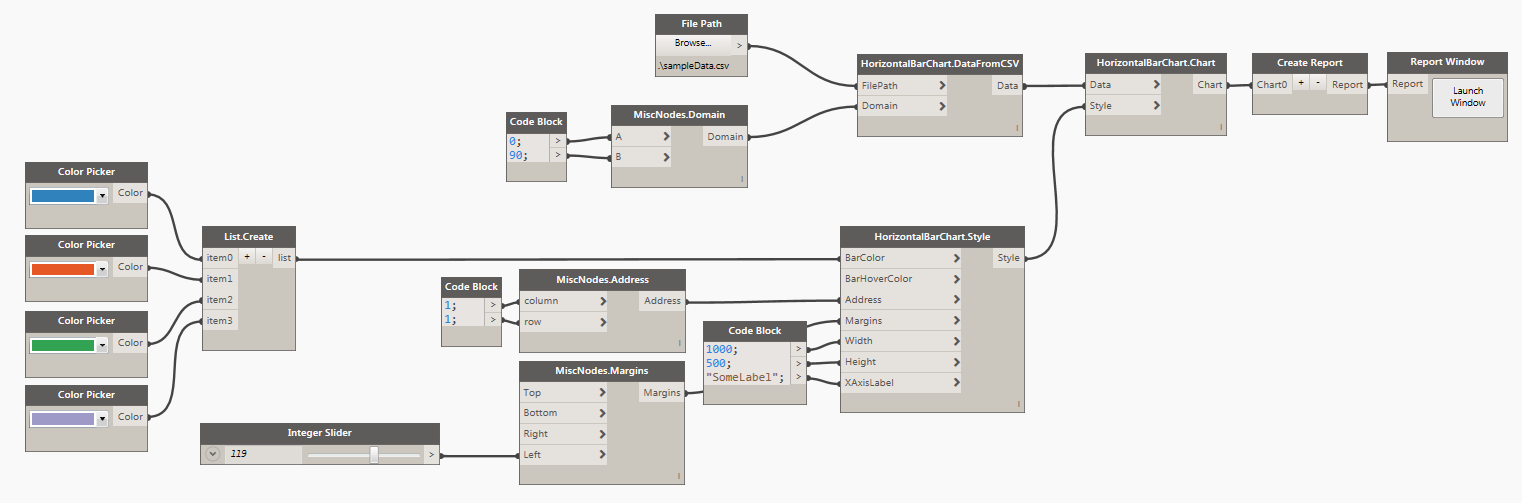 File Path
Browse...
>
.\sampleData.csv
HorizontalBarChart.DataFromCSV
FilePath
Domain
Data
HorizontalBarChart.Chart
Data
Style
Chart
Create Report
Chart0 + - Report
Report Window
Report
Launch
Window
Code Block
0; >
90; >
MiscNodes.Domain
A
B
Domain
Color Picker
Color
Color Picker
Color
Color Picker
Color
Color Picker
Color
List.Create
item0 + - list
item1
item2
item3
Code Block
1; >
1; >
MiscNodes.Address
column
row
Address
MiscNodes.Margins
Top
Bottom
Right
Left
Margins
Integer Slider
119 >
Code Block
1000; >
500; >
"SomeLabel"; >
HorizontalBarChart.Style
BarColor
BarHoverColor
Address
Margins
Width
Height
XAxisLabel
Style